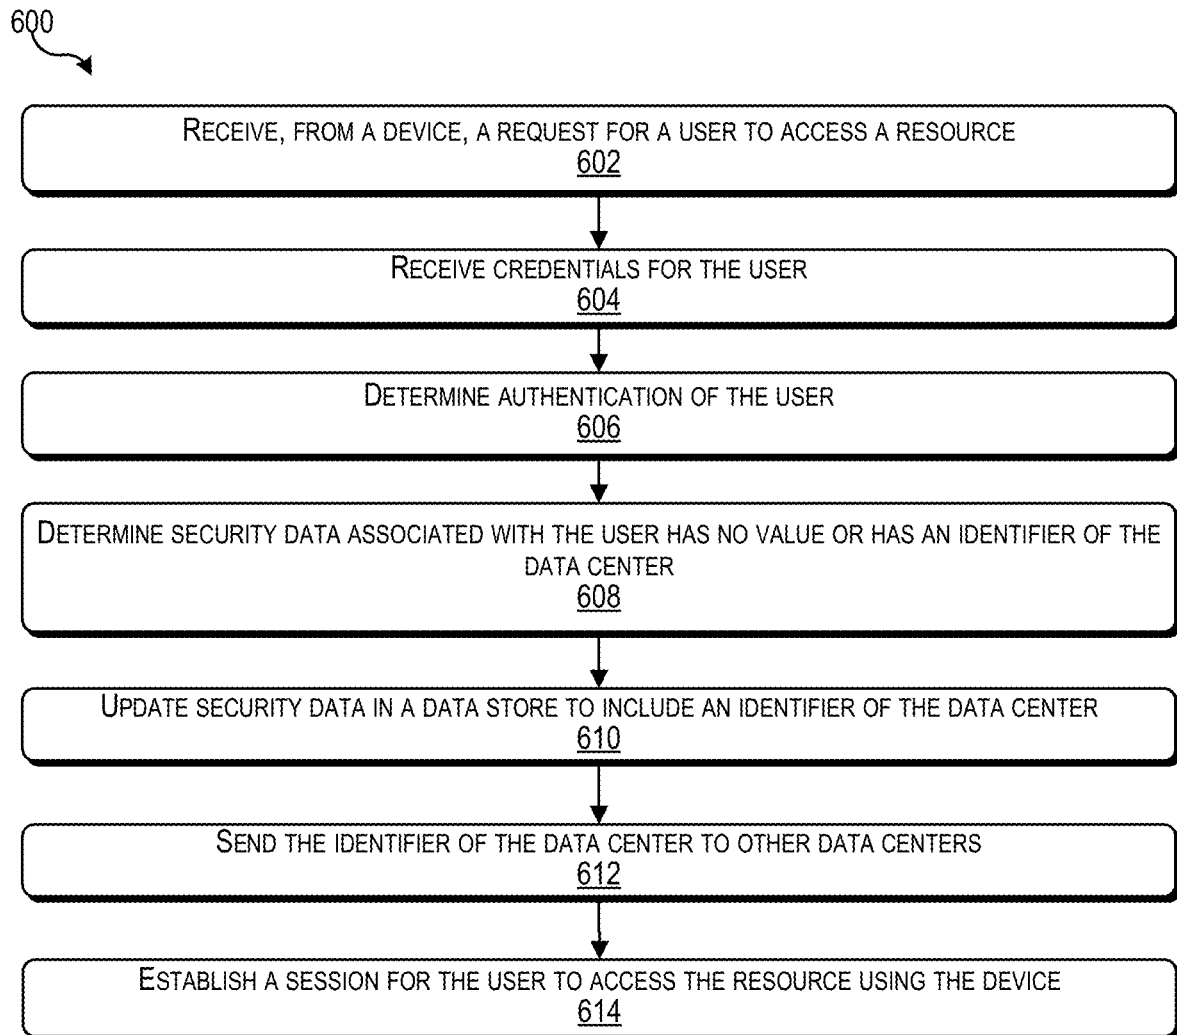 600
RECEIVE, FROM A DEVICE, A REQUEST FOR A USER TO ACCESS A RESOURCE
602
RECEIVE CREDENTIALS FOR THE USER
604
DETERMINE AUTHENTICATION OF THE USER
606
DETERMINE SECURITY DATA ASSOCIATED WITH THE USER HAS NO VALUE OR HAS AN IDENTIFIER OF THE
DATA CENTER
608
UPDATE SECURITY DATA IN A DATA STORE TO INCLUDE AN IDENTIFIER OF THE DATA CENTER
610
SEND THE IDENTIFIER OF THE DATA CENTER TO OTHER DATA CENTERS
612
ESTABLISH A SESSION FOR THE USER TO ACCESS THE RESOURCE USING THE DEVICE
614